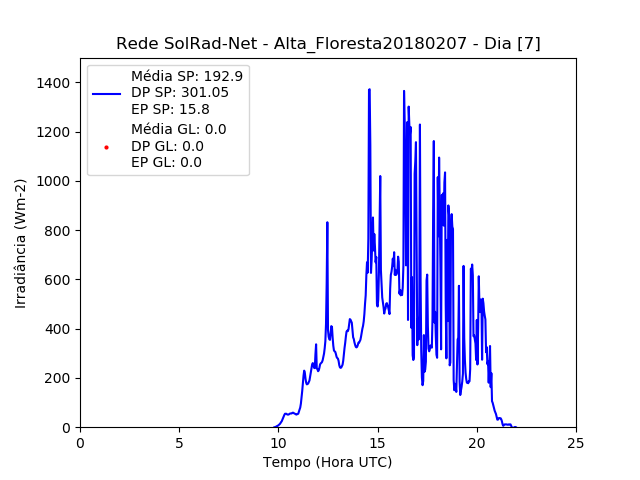 Rede SolRad-Net - Alta_Floresta20180207 - Dia [7]
Média SP: 192.9
DP SP: 301.05
EP SP: 15.8
Média GL: 0.0
DP GL: 0.0
EP GL: 0.0
Irradiância (Wm-2)
1400
1200
1000
800
600
400
200
0
0 5 10 15 20 25
Tempo (Hora UTC)